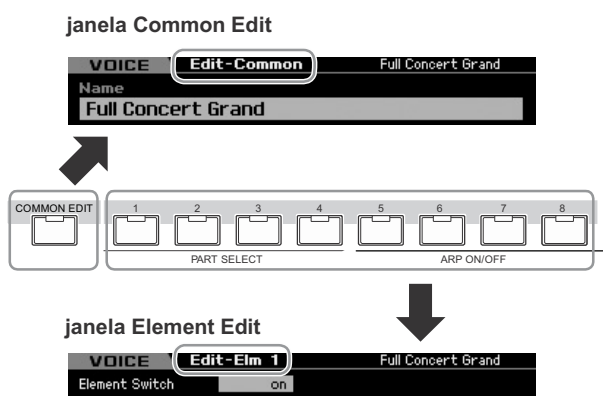 janela Common Edit
VOICE Edit-Common Full Concert Grand
Name
Full Concert Grand
COMMON EDIT 1 2 3 4 5 6 7 8
PART SELECT ARP ON/OFF
janela Element Edit
VOICE Edit-Elm 1 Full Concert Grand
Element Switch on